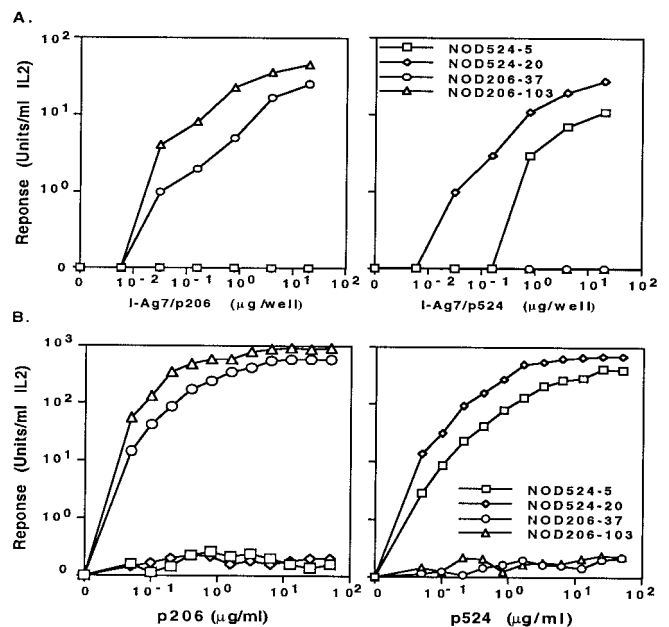 A.
Reponse (Units/ml IL2)
10²
10¹
10⁰
0
0 10⁻² 10⁻¹ 10⁰ 10¹ 10²
I-Ag7/p206 (µg/well)
NOD524-5
NOD524-20
NOD206-37
NOD206-103
0 10⁻² 10⁻¹ 10⁰ 10¹ 10²
I-Ag7/p524 (µg/well)
B.
Reponse (Units/ml IL2)
10³
10²
10¹
10⁰
0
0 10⁻¹ 10⁰ 10¹ 10²
p206 (µg/ml)
NOD524-5
NOD524-20
NOD206-37
NOD206-103
0 10⁻¹ 10⁰ 10¹ 10²
p524 (µg/ml)